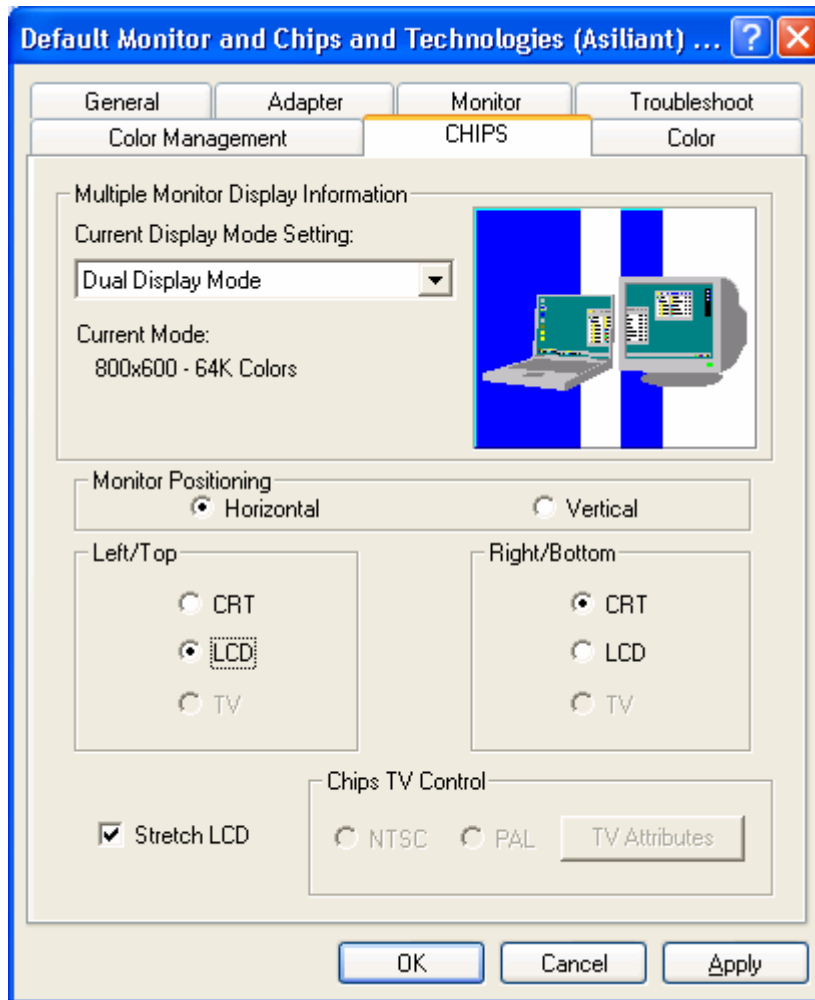 Default Monitor and Chips and Technologies (Asiliant) ...
General Adapter Monitor Troubleshoot
Color Management CHIPS Color
Multiple Monitor Display Information
Current Display Mode Setting:
Dual Display Mode
Current Mode:
800x600 - 64K Colors
Monitor Positioning
Horizontal Vertical
Left/Top Right/Bottom
CRT CRT
LCD LCD
TV TV
Chips TV Control
Stretch LCD NTSC PAL TV Attributes
OK Cancel Apply